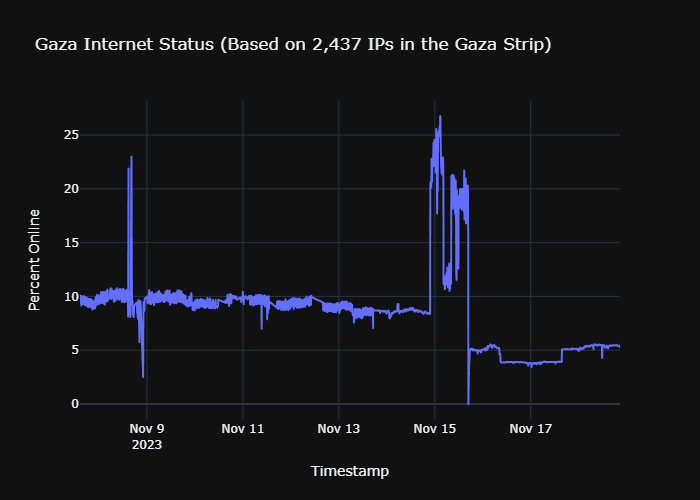 Gaza Internet Status (Based on 2,437 IPs in the Gaza Strip)
25
20
15
10
5
0
Percent Online
Nov 9
2023
Nov 11
Nov 13
Nov 15
Nov 17
Timestamp